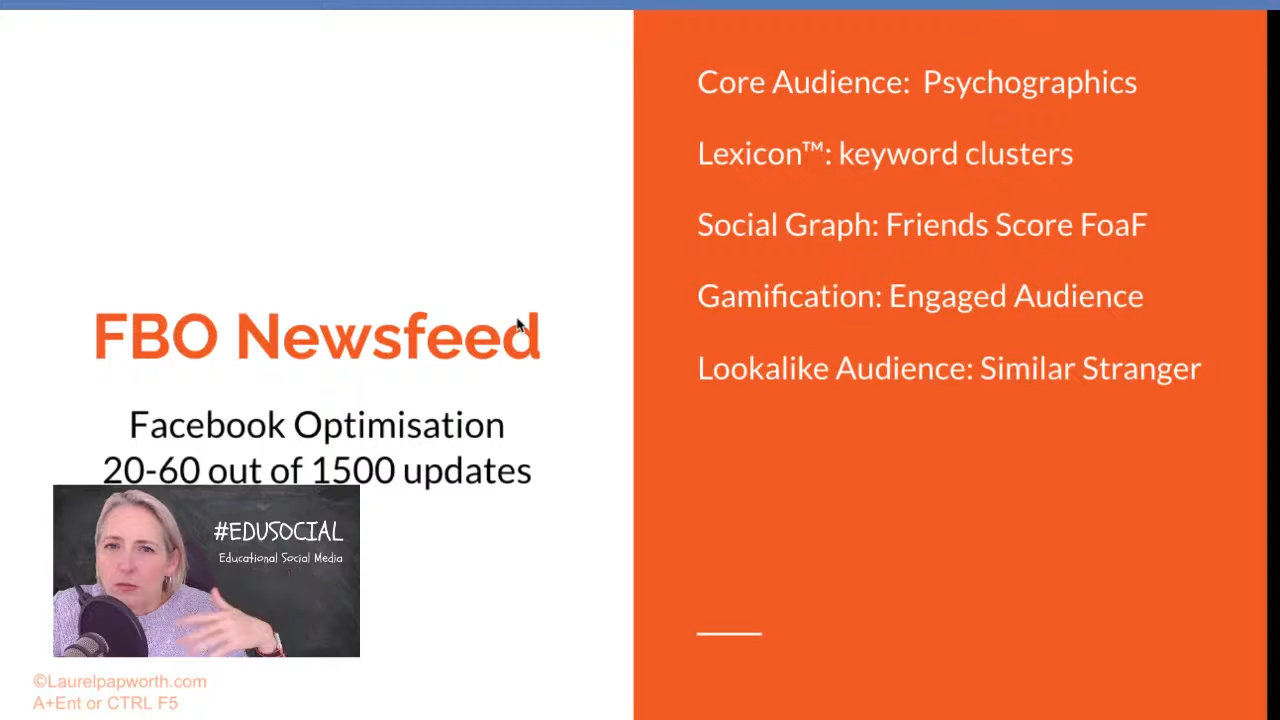 FBO Newsfeed
Facebook Optimisation
20-60 out of 1500 updates
#EDUSOCIAL
Educational Social Media
©Laurelpapworth.com
A+Ent or CTRL F5
Core Audience: Psychographics
Lexicon™: keyword clusters
Social Graph: Friends Score FoaF
Gamification: Engaged Audience
Lookalike Audience: Similar Stranger